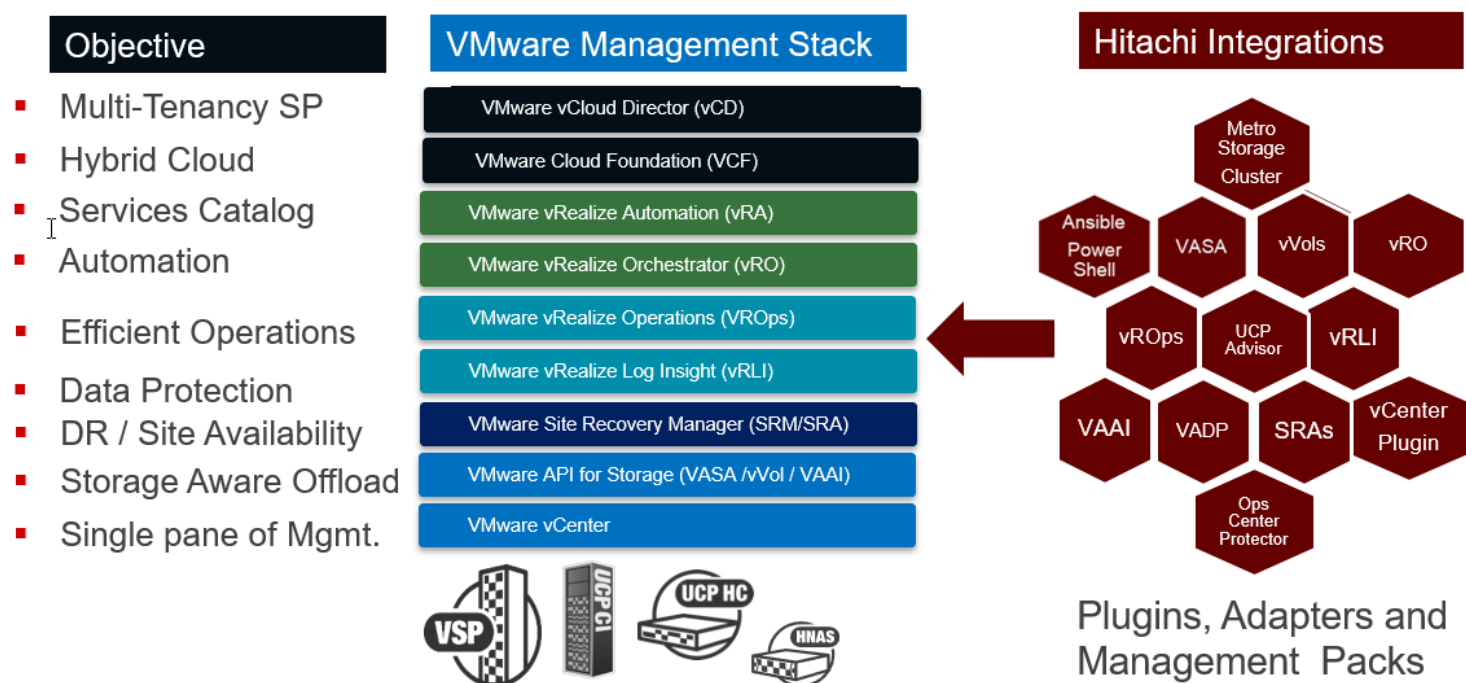 Objective
Multi-Tenancy SP
Hybrid Cloud
Services Catalog
Automation
Efficient Operations
Data Protection
DR / Site Availability
Storage Aware Offload
Single pane of Mgmt.
VMware Management Stack
VMware vCloud Director (vCD)
VMware Cloud Foundation (VCF)
VMware vRealize Automation (vRA)
VMware vRealize Orchestrator (vRO)
VMware vRealize Operations (VROps)
VMware vRealize Log Insight (vRLI)
VMware Site Recovery Manager (SRM/SRA)
VMware API for Storage (VASA /vVol / VAAI)
VMware vCenter
VSP
UCP CI
UCP HC
HNAS
Hitachi Integrations
Metro
Storage
Cluster
Ansible
Power
Shell
VASA
vVols
vRO
vROps
UCP
Advisor
vRLI
VAAI
VADP
SRAs
vCenter
Plugin
Ops
Center
Protector
Plugins, Adapters and
Management Packs